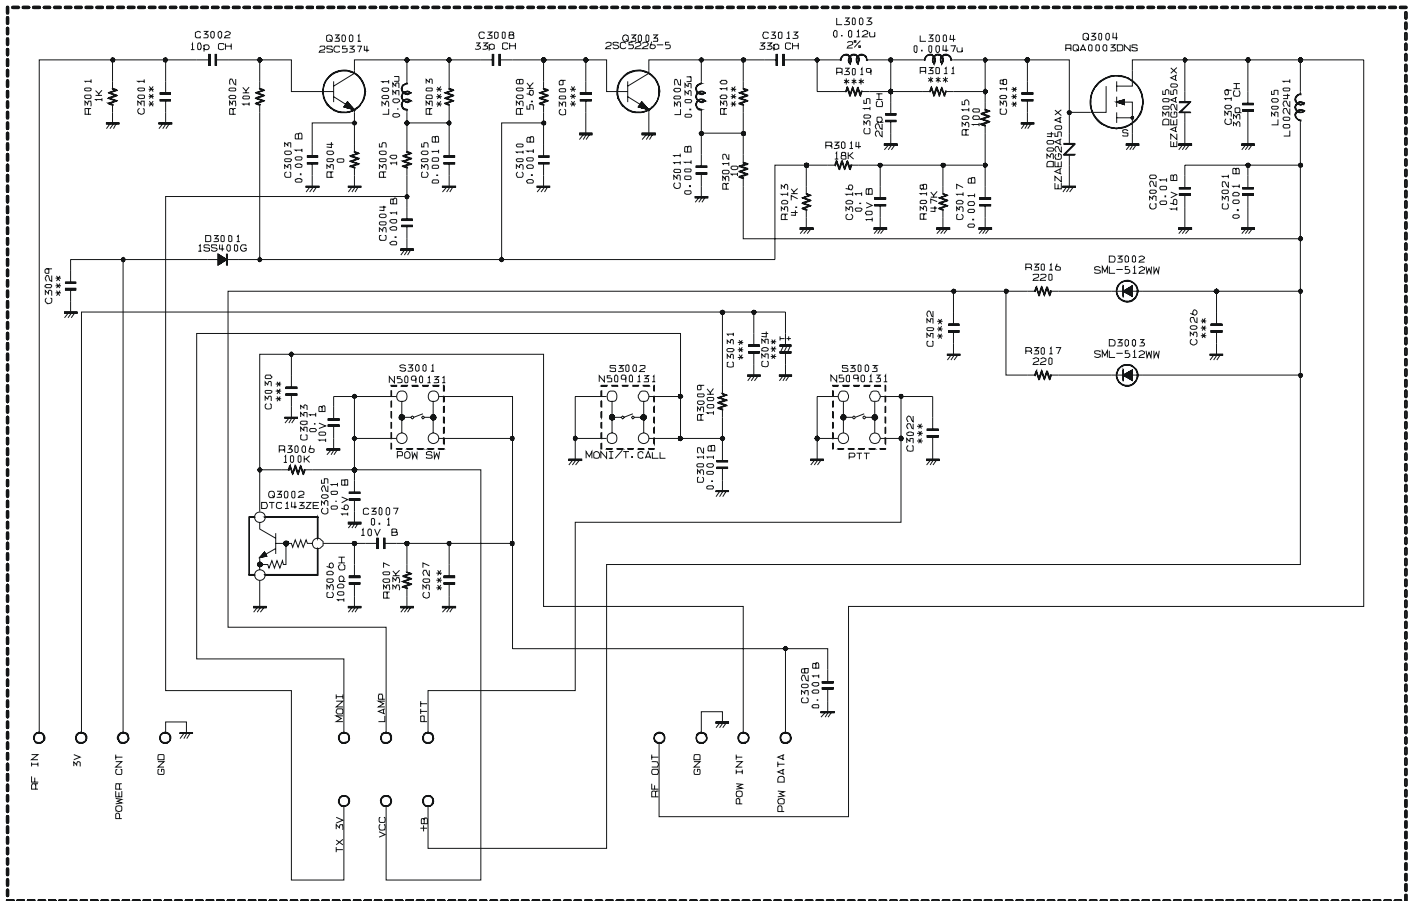 C3002
10p CH
Q3001
2SC5374
C3008
33p CH
Q3003
2SC5226-5
C3013
33p CH
L3003
0.012u
2%
L3004
0.0047u
Q3004
RQA0003DNS
R3001
1K
C3001
***
R3002
10K
L3001
0.033u
R3003
***
R3008
5.6K
C3009
***
L3002
0.033u
R3010
***
R3019
***
R3011
***
C3015
22p CH
R3015
100
C3018
***
S
D3004
EZAEG2A50AX
D3005
EZAEG2A50AX
C3019
33p CH
L3005
L0022401
C3003
0.001 B
R3004
0
R3005
10
C3005
0.001 B
C3010
0.001 B
C3011
0.001 B
R3012
10
R3014
18K
R3013
4.7K
C3016
0.1
10V B
R3018
47K
C3017
0.001 B
C3020
0.01
16V B
C3021
0.001 B
C3004
0.001 B
D3001
1SS400G
C3029
***
R3016
220
D3002
SML-512WW
C3032
***
C3026
***
R3017
220
D3003
SML-512WW
C3031
***
C3034
***
+
C3030
***
S3001
N5090131
S3002
N5090131
S3003
N5090131
C3033
0.1
10V B
R3009
100K
C3022
***
POW SW
MONI/T.CALL
PTT
R3006
100K
C3012
0.001B
C3025
0.01
16V B
Q3002
DTC143ZE
C3007
0.1
10V B
C3006
100p CH
R3007
33K
C3027
***
C3028
0.001 B
MONI
LAMP
PTT
RF IN
3V
POWER CNT
GND
RF OUT
GND
POW INT
POW DATA
TX 3V
VCC
+B